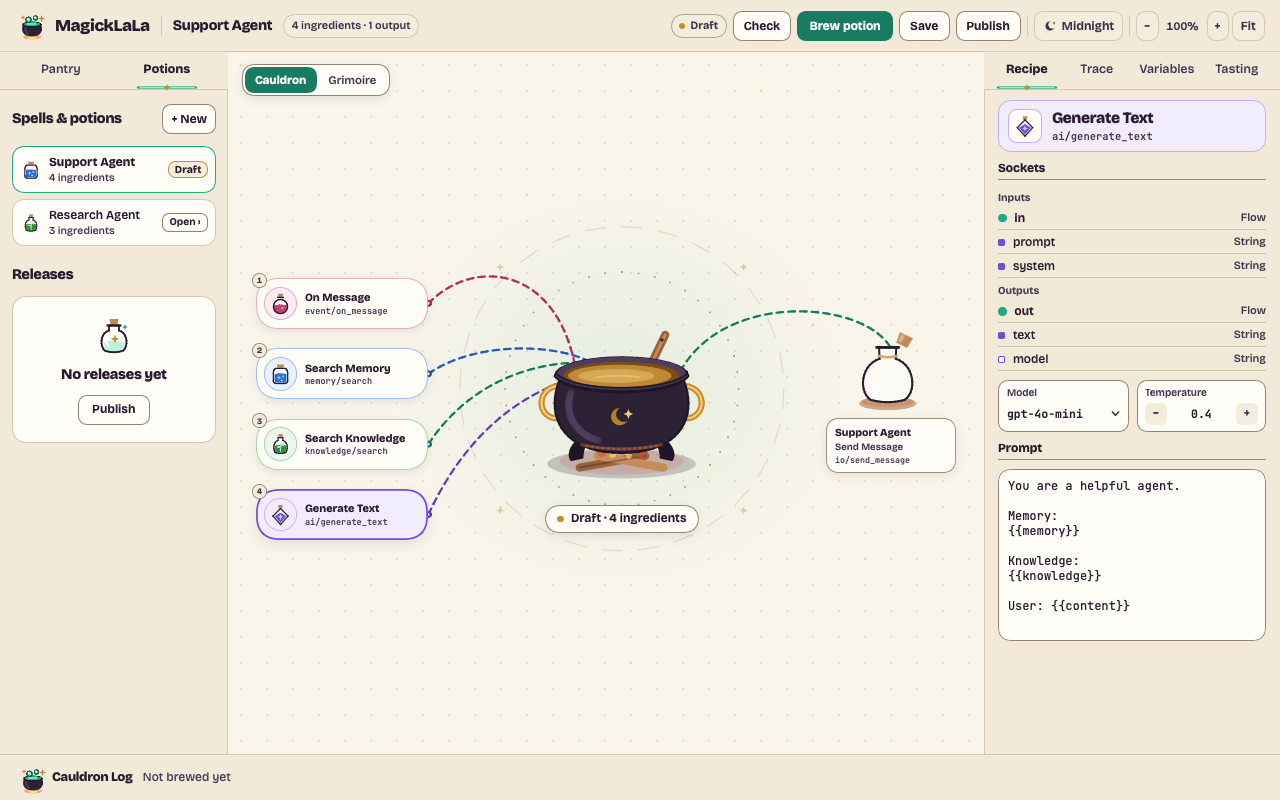 MagickLaLa
Support Agent
4 ingredients · 1 output
Draft
Check
Brew potion
Save
Publish
Midnight
−
100%
+
Fit
Pantry
Potions
Spells & potions
+ New
Support Agent
4 ingredients
Draft
Research Agent
3 ingredients
Open ›
Releases
No releases yet
Publish
Cauldron
Grimoire
1
On Message
event/on_message
2
Search Memory
memory/search
3
Search Knowledge
knowledge/search
4
Generate Text
ai/generate_text
Draft · 4 ingredients
Support Agent
Send Message
io/send_message
Recipe
Trace
Variables
Tasting
Generate Text
ai/generate_text
Sockets
Inputs
in Flow
prompt String
system String
Outputs
out Flow
text String
model String
Model
gpt-4o-mini
Temperature
− 0.4 +
Prompt
You are a helpful agent.
Memory:
{{memory}}
Knowledge:
{{knowledge}}
User: {{content}}
Cauldron Log
Not brewed yet